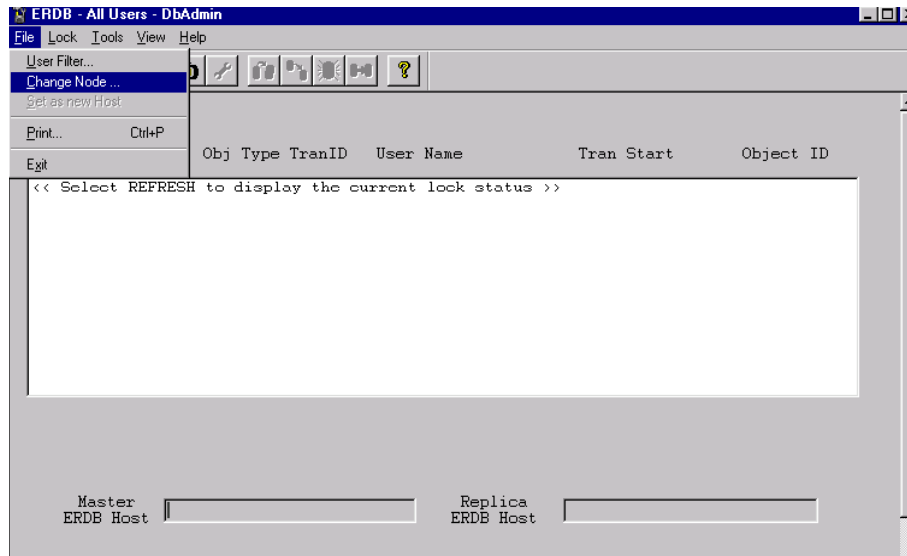 ERDB - All Users - DbAdmin
File Lock Tools View Help
User Filter...
Change Node ...
Set as new Host
Print... Ctrl+P
Exit
Obj Type TranID User Name Tran Start Object ID
<< Select REFRESH to display the current lock status >>
Master
ERDB Host
Replica
ERDB Host